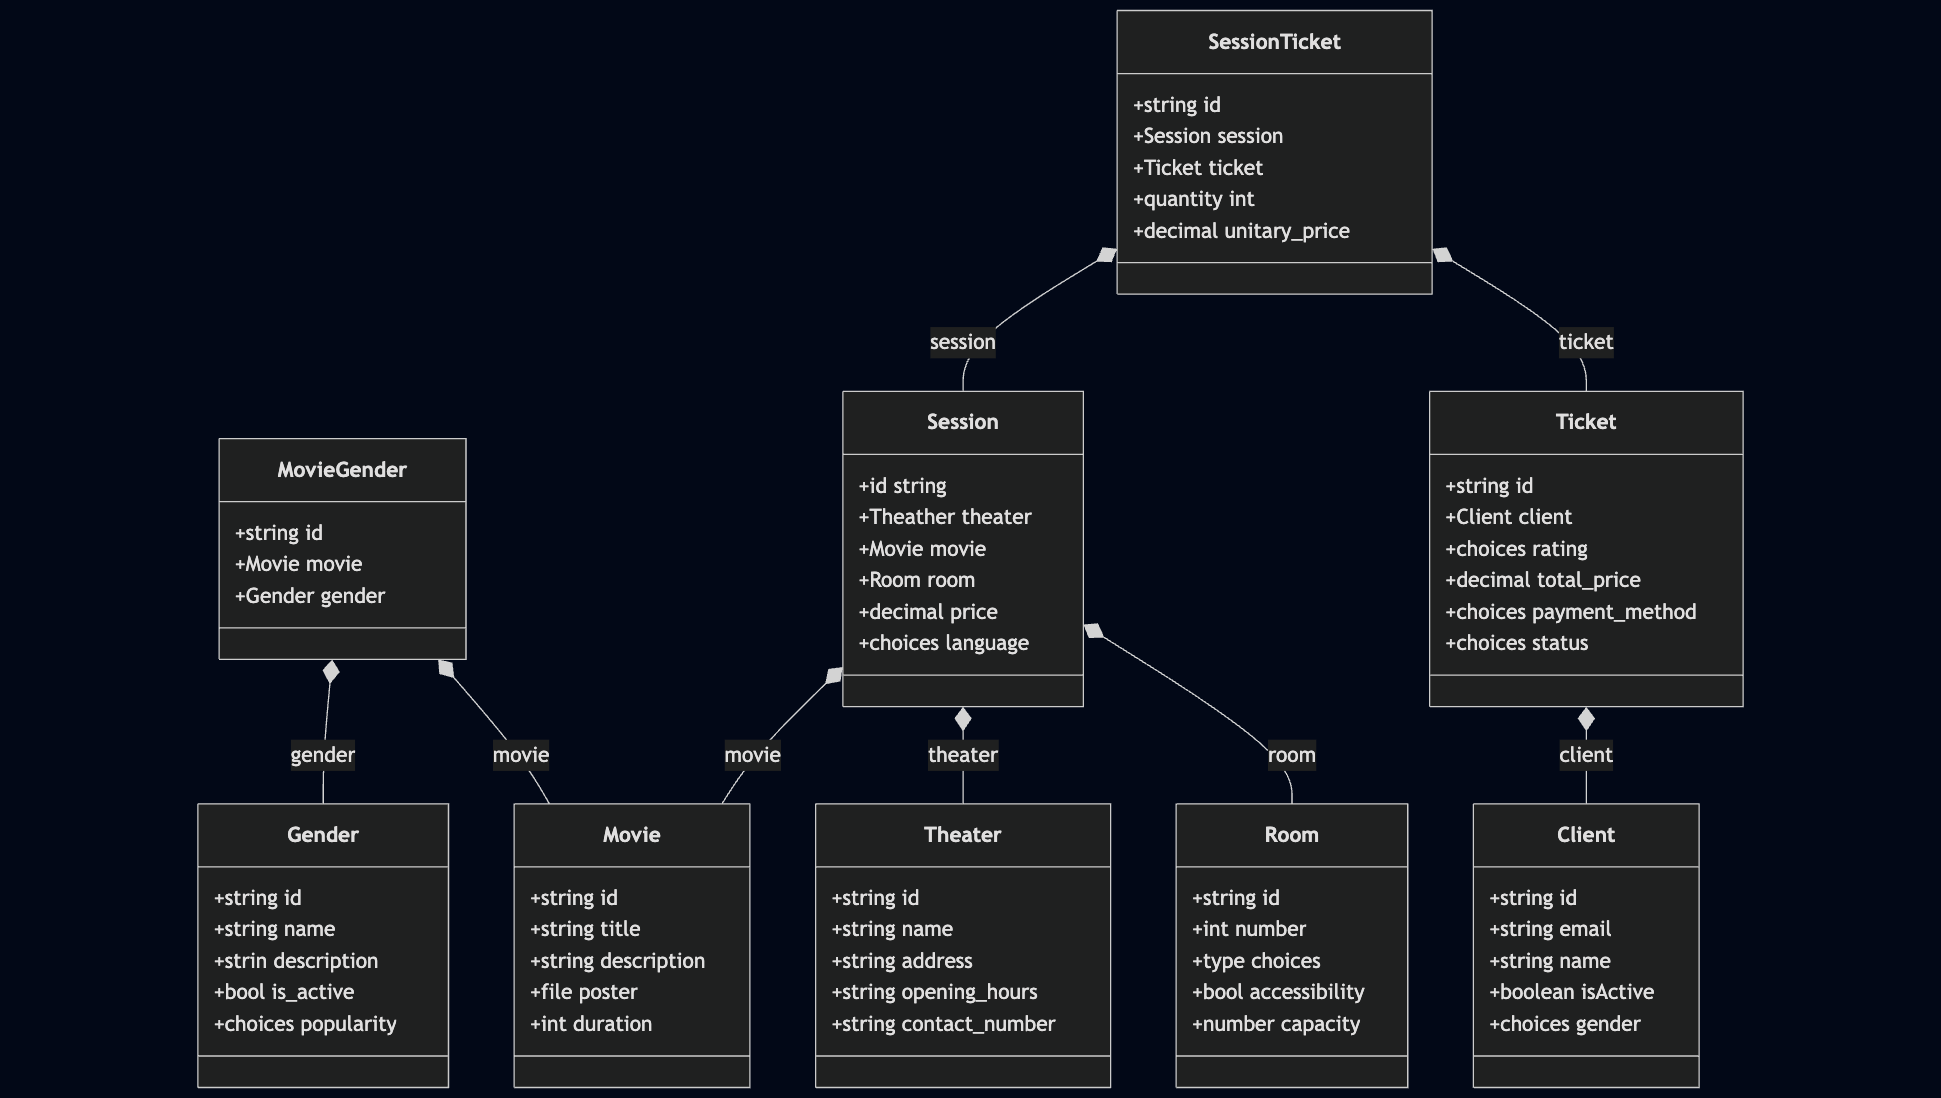 SessionTicket
+string id
+Session session
+Ticket ticket
+quantity int
+decimal unitary_price
session
ticket
Session
+id string
+Theather theater
+Movie movie
+Room room
+decimal price
+choices language
Ticket
+string id
+Client client
+choices rating
+decimal total_price
+choices payment_method
+choices status
MovieGender
+string id
+Movie movie
+Gender gender
gender
movie
movie
theater
room
client
Gender
+string id
+string name
+strin description
+bool is_active
+choices popularity
Movie
+string id
+string title
+string description
+file poster
+int duration
Theater
+string id
+string name
+string address
+string opening_hours
+string contact_number
Room
+string id
+int number
+type choices
+bool accessibility
+number capacity
Client
+string id
+string email
+string name
+boolean isActive
+choices gender